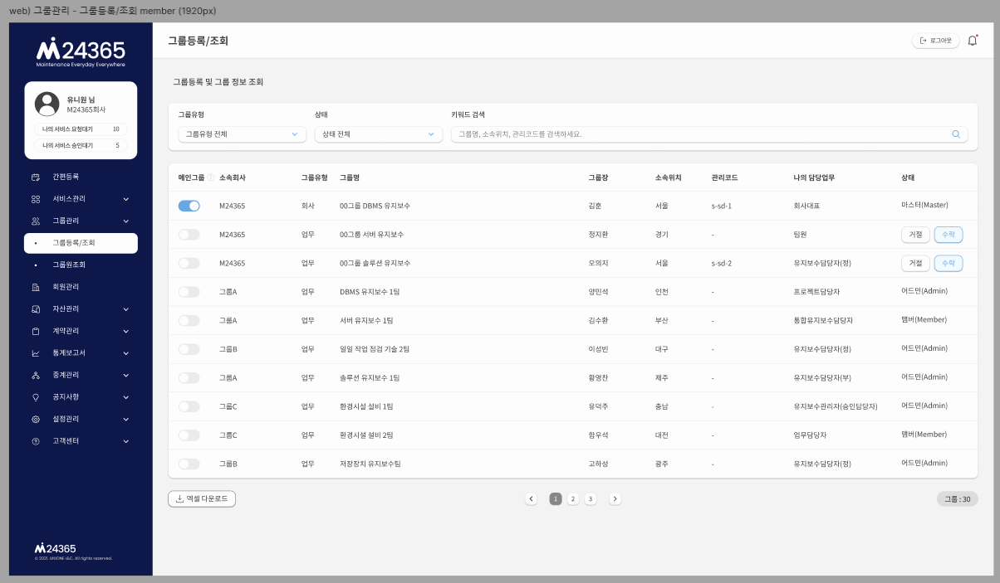 web) 그룹관리 - 그룹등록/조회 member (1920px)
M24365
Maintenance Everyday Everywhere
유니원 님
M24365회사
나의 서비스 요청대기 10
나의 서비스 승인대기 5
간편등록
서비스관리
그룹관리
• 그룹등록/조회
• 그룹원조회
회원관리
자산관리
계약관리
통계보고서
중계관리
공지사항
설정관리
고객센터
M24365
© 2021. UNIONE I&C. All rights reserved.
그룹등록/조회
로그아웃
그룹등록 및 그룹 정보 조회
그룹유형 상태 키워드 검색
그룹유형 전체 상태 전체 그룹명, 소속위치, 관리코드를 검색하세요.
메인그룹 소속회사 그룹유형 그룹명 그룹장 소속위치 관리코드 나의 담당업무 상태
M24365 회사 00그룹 DBMS 유지보수 김훈 서울 s-sd-1 회사대표 마스터(Master)
M24365 업무 00그룹 서버 유지보수 정지환 경기 - 팀원 거절 수락
M24365 업무 00그룹 솔루션 유지보수 오의지 서울 s-sd-2 유지보수담당자(정) 거절 수락
그룹A 업무 DBMS 유지보수 1팀 양민석 인천 - 프로젝트담당자 어드민(Admin)
그룹A 업무 서버 유지보수 1팀 김수환 부산 - 통합유지보수담당자 멤버(Member)
그룹B 업무 일일 작업 점검 기술 2팀 이성빈 대구 - 유지보수담당자(정) 어드민(Admin)
그룹A 업무 솔루션 유지보수 1팀 황영찬 제주 - 유지보수담당자(부) 어드민(Admin)
그룹C 업무 환경시설 설비 1팀 유덕주 충남 - 유지보수관리자(승인담당자) 어드민(Admin)
그룹C 업무 환경시설 설비 2팀 함우석 대전 - 업무담당자 멤버(Member)
그룹B 업무 저장장치 유지보수팀 고하성 광주 - 유지보수담당자(정) 어드민(Admin)
엑셀 다운로드 1 2 3 그룹 : 30